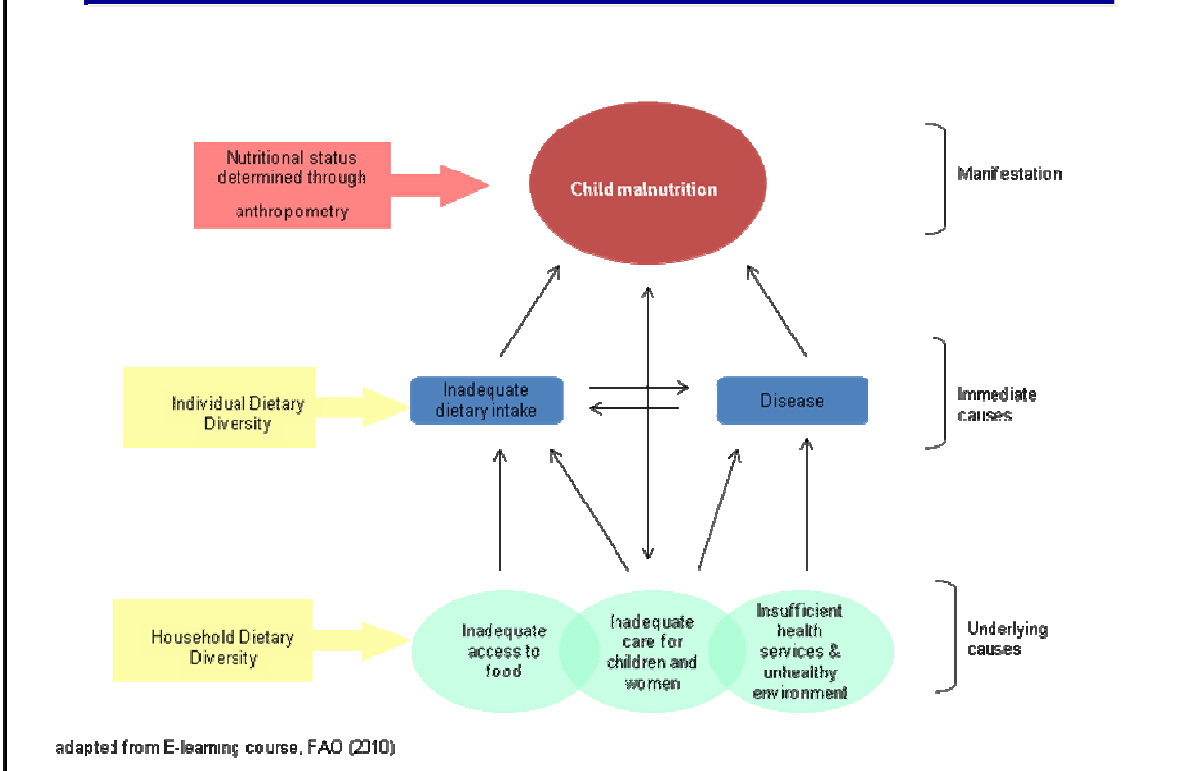 Nutritional status
determined through
anthropometry
Child malnutrition
Manifestation
Individual Dietary
Diversity
Inadequate
dietary intake
Disease
Immediate
causes
Household Dietary
Diversity
Inadequate
access to
food
Inadequate
care for
children and
women
Insufficient
health
services &
unhealthy
environment
Underlying
causes
adapted from E-learning course, FAO (2010)